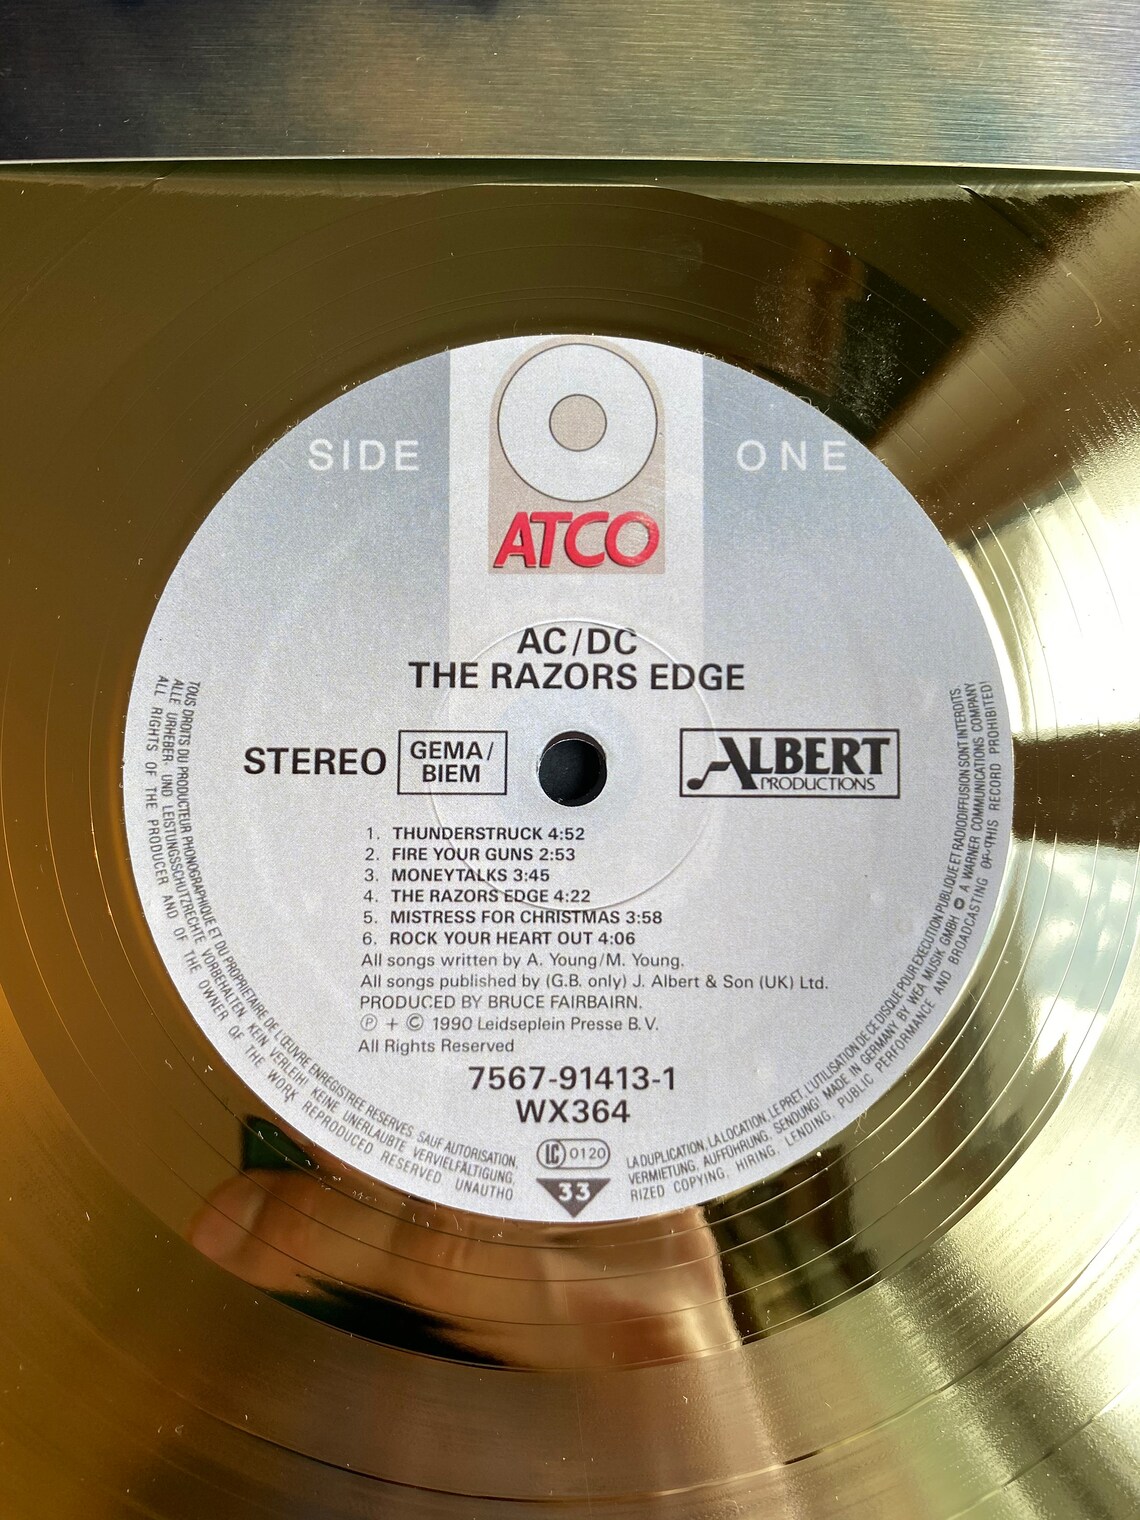 SIDE ONE
ATCO
AC/DC
THE RAZORS EDGE
STEREO
GEMA/
BIEM
ALBERT
PRODUCTIONS
1. THUNDERSTRUCK 4:52
2. FIRE YOUR GUNS 2:53
3. MONEYTALKS 3:45
4. THE RAZORS EDGE 4:22
5. MISTRESS FOR CHRISTMAS 3:58
6. ROCK YOUR HEART OUT 4:06
All songs written by A. Young/M. Young.
All songs published by (G.B. only) J. Albert & Son (UK) Ltd.
PRODUCED BY BRUCE FAIRBAIRN.
Ⓟ + © 1990 Leidseplein Presse B.V.
All Rights Reserved
7567-91413-1
WX364
LC 0120
33
TOUS DROITS DU PRODUCTEUR PHONOGRAPHIQUE ET DU PROPRIETAIRE DE L'ŒUVRE ENREGISTREE RESERVES. SAUF AUTORISATION, LA DUPLICATION, LA LOCATION, LE PRET, L'UTILISATION DE CE DISQUE POUR EXECUTION PUBLIQUE ET RADIODIFFUSION SONT INTERDITS.
ALLE URHEBER- UND LEISTUNGSSCHUTZRECHTE VORBEHALTEN. KEIN VERLEIH! KEINE UNERLAUBTE VERVIELFÄLTIGUNG, VERMIETUNG, AUFFÜHRUNG, SENDUNG! MADE IN GERMANY BY WEA MUSIK GMBH A WARNER COMMUNICATIONS COMPANY
ALL RIGHTS OF THE PRODUCER AND OF THE OWNER OF THE WORK REPRODUCED RESERVED UNAUTHORIZED COPYING, HIRING, LENDING, PUBLIC PERFORMANCE AND BROADCASTING OF THIS RECORD PROHIBITED!